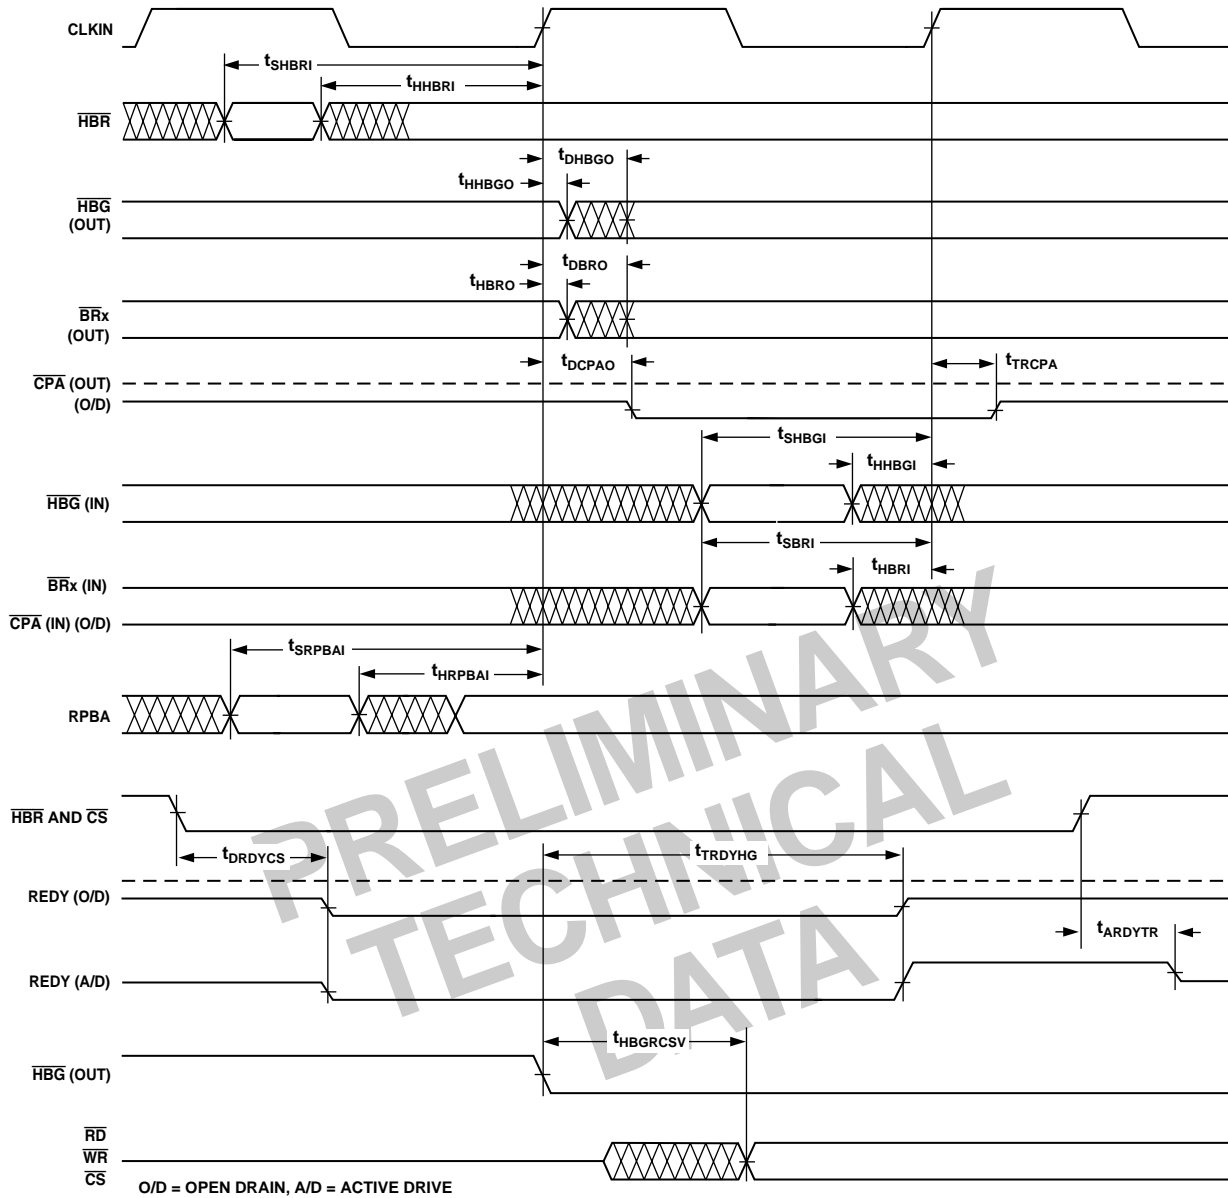 CLKIN
tSHBRI
tHHBRI
HBR
tDHBGO
tHHBGO
HBG
(OUT)
tDBRO
tHBRO
BRx
(OUT)
tDCPAO
tTRCPA
CPA (OUT)
(O/D)
tSHBGI
tHHBGI
HBG (IN)
tSBRI
tHBRI
BRx (IN)
CPA (IN) (O/D)
tSRPBAI
tHRPBAI
RPBA
PRELIMINARY
TECHNICAL
DATA
HBR AND CS
tDRDYCS
tTRDYHG
REDY (O/D)
tARDYTR
REDY (A/D)
tHBGRCSV
HBG (OUT)
RD
WR
CS
O/D = OPEN DRAIN, A/D = ACTIVE DRIVE